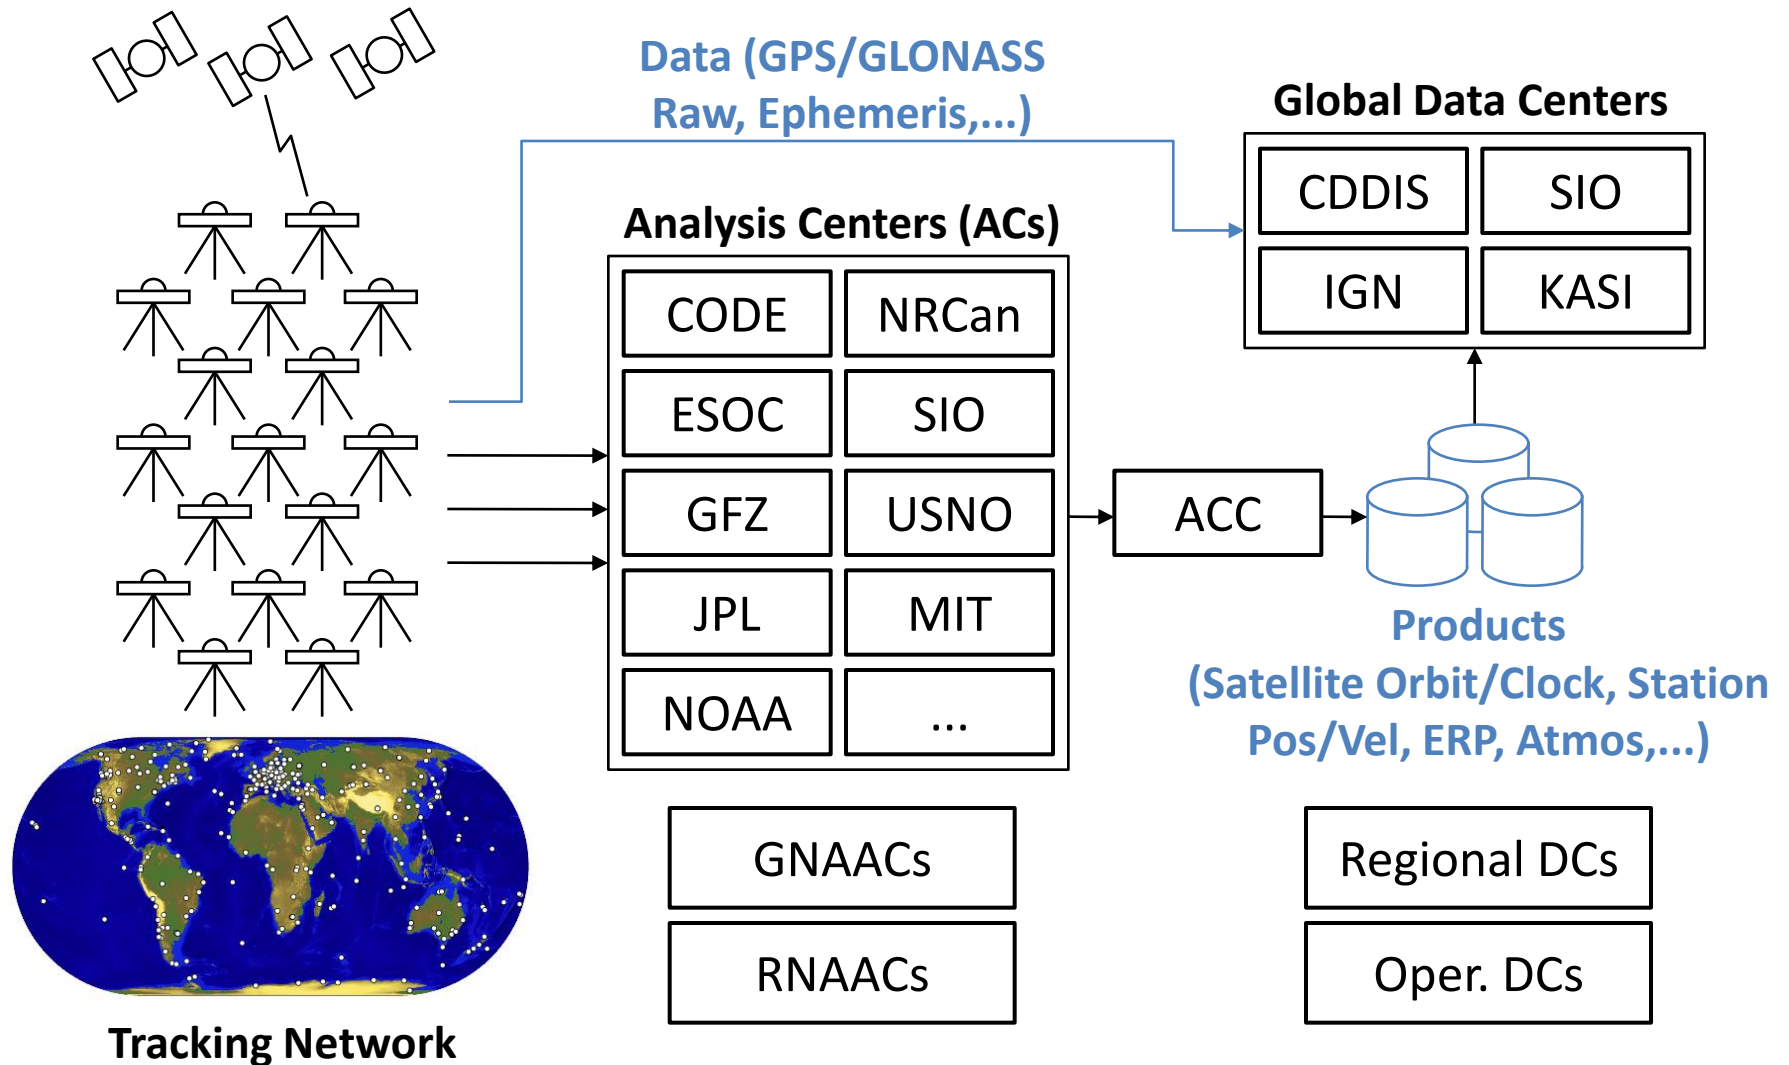 Data (GPS/GLONASS
Raw, Ephemeris,...)
Global Data Centers
CDDIS
SIO
IGN
KASI
Analysis Centers (ACs)
CODE
NRCan
ESOC
SIO
GFZ
USNO
JPL
MIT
NOAA
...
ACC
Products
(Satellite Orbit/Clock, Station
Pos/Vel, ERP, Atmos,...)
GNAACs
RNAACs
Regional DCs
Oper. DCs
Tracking Network